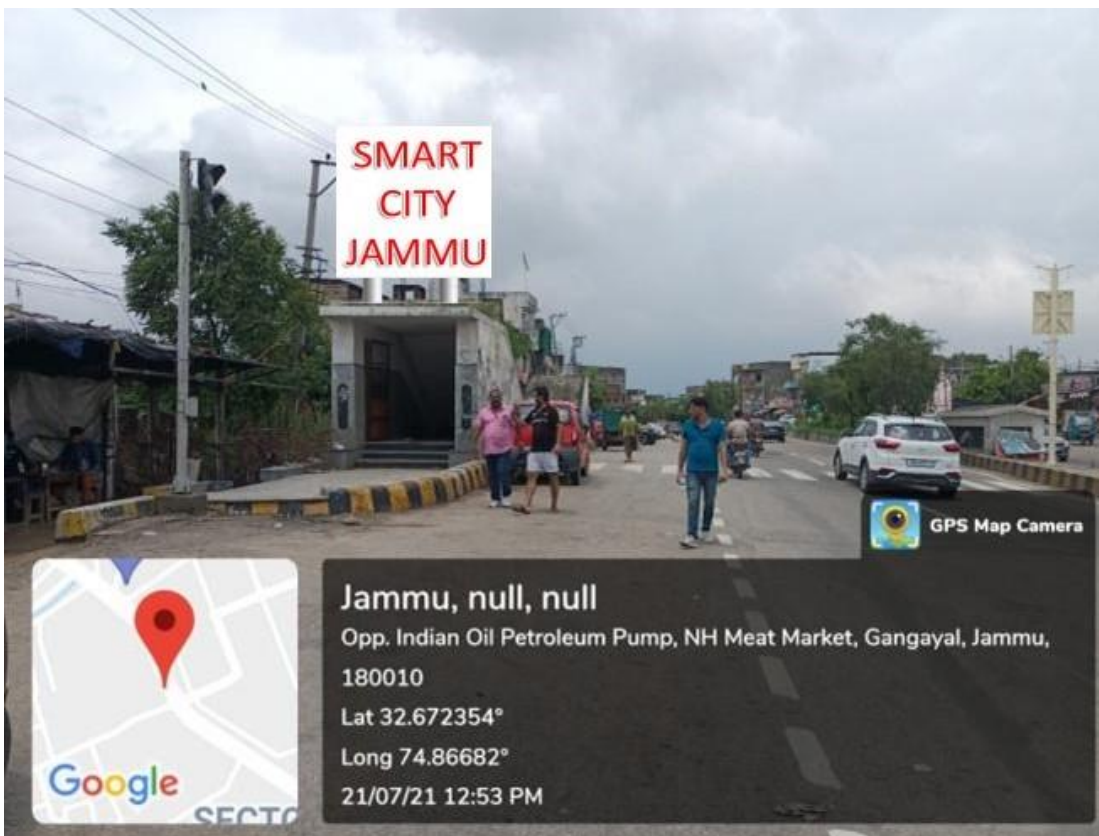 SMART
CITY
JAMMU
GPS Map Camera
Jammu, null, null
Opp. Indian Oil Petroleum Pump, NH Meat Market, Gangayal, Jammu,
180010
Lat 32.672354°
Long 74.86682°
21/07/21 12:53 PM
Google
SECTO